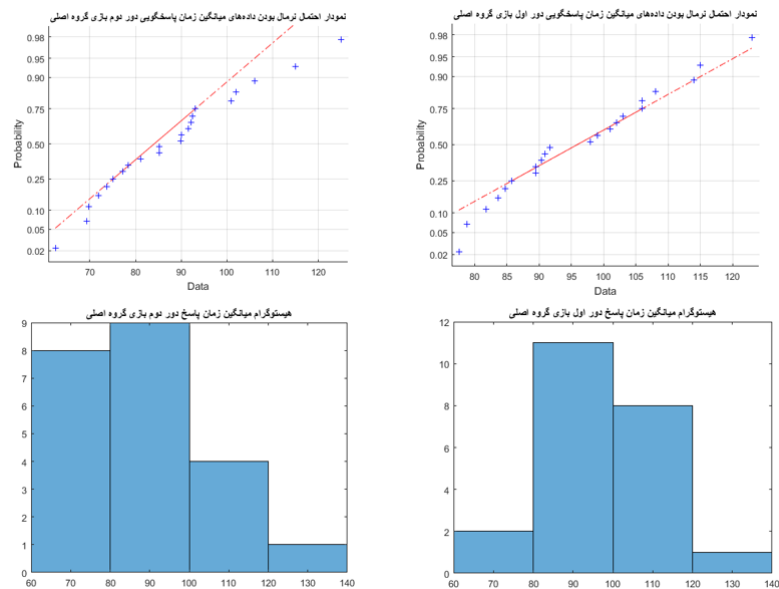 نمودار احتمال نرمال بودن داده‌های میانگین زمان پاسخگویی دور دوم بازی گروه اصلی
0.98
0.95
0.90
0.75
0.50
0.25
0.10
0.05
0.02
Probability
70 80 90 100 110 120
Data
نمودار احتمال نرمال بودن داده‌های میانگین زمان پاسخگویی دور اول بازی گروه اصلی
0.98
0.95
0.90
0.75
0.50
0.25
0.10
0.05
0.02
Probability
80 85 90 95 100 105 110 115 120
Data
هیستوگرام میانگین زمان پاسخ دور دوم بازی گروه اصلی
9
8
7
6
5
4
3
2
1
0
60 70 80 90 100 110 120 130 140
هیستوگرام میانگین زمان پاسخ دور اول بازی گروه اصلی
12
10
8
6
4
2
0
60 70 80 90 100 110 120 130 140